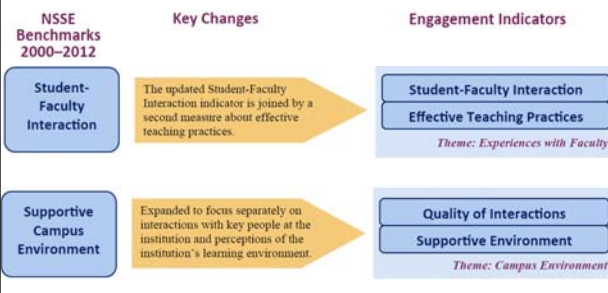 NSSE
Benchmarks
2000–2012
Key Changes
Engagement Indicators
Student-
Faculty
Interaction
The updated Student-Faculty
Interaction indicator is joined by a
second measure about effective
teaching practices.
Student-Faculty Interaction
Effective Teaching Practices
Theme: Experiences with Faculty
Supportive
Campus
Environment
Expanded to focus separately on
interactions with key people at the
institution and perceptions of the
institution's learning environment.
Quality of Interactions
Supportive Environment
Theme: Campus Environment